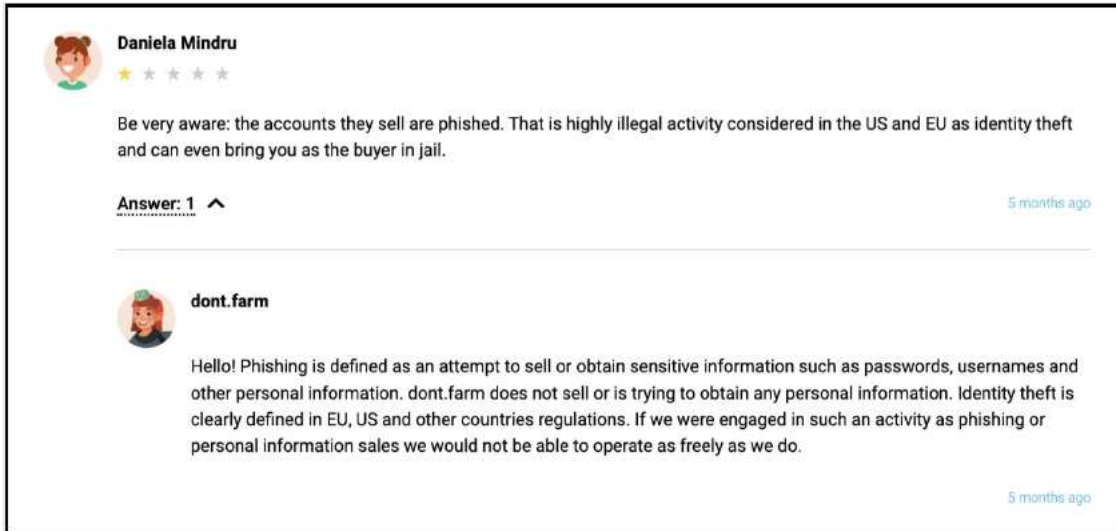 Daniela Mindru
Be very aware: the accounts they sell are phished. That is highly illegal activity considered in the US and EU as identity theft
and can even bring you as the buyer in jail.
Answer: 1
5 months ago
dont.farm
Hello! Phishing is defined as an attempt to sell or obtain sensitive information such as passwords, usernames and
other personal information. dont.farm does not sell or is trying to obtain any personal information. Identity theft is
clearly defined in EU, US and other countries regulations. If we were engaged in such an activity as phishing or
personal information sales we would not be able to operate as freely as we do.
5 months ago